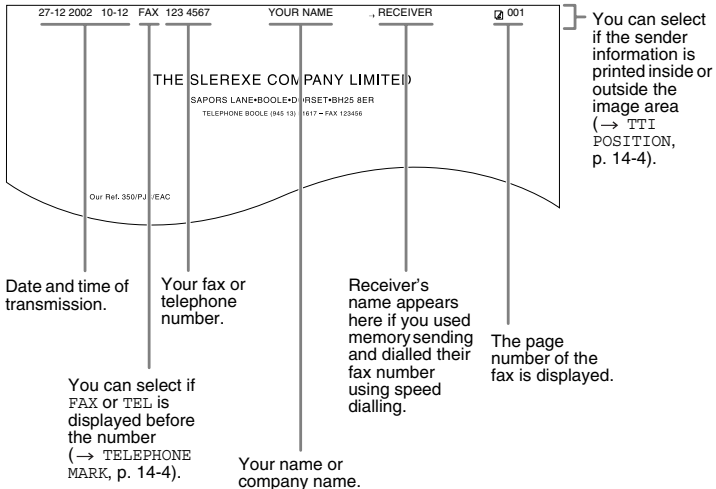 27-12 2002 10-12 FAX 123 4567 YOUR NAME → RECEIVER 001
THE SLEREXE COMPANY LIMITED
SAPORS LANE•BOOLE•DORSET•BH25 8ER
TELEPHONE BOOLE (945 13) 1617 – FAX 123456
Our Ref. 350/PJ/EAC
You can select
if the sender
information is
printed inside or
outside the
image area
(→ TTI
POSITION,
p. 14-4).
Date and time of
transmission.
You can select if
FAX or TEL is
displayed before
the number
(→ TELEPHONE
MARK, p. 14-4).
Your fax or
telephone
number.
Your name or
company name.
Receiver's
name appears
here if you used
memory sending
and dialled their
fax number
using speed
dialling.
The page
number of the
fax is displayed.